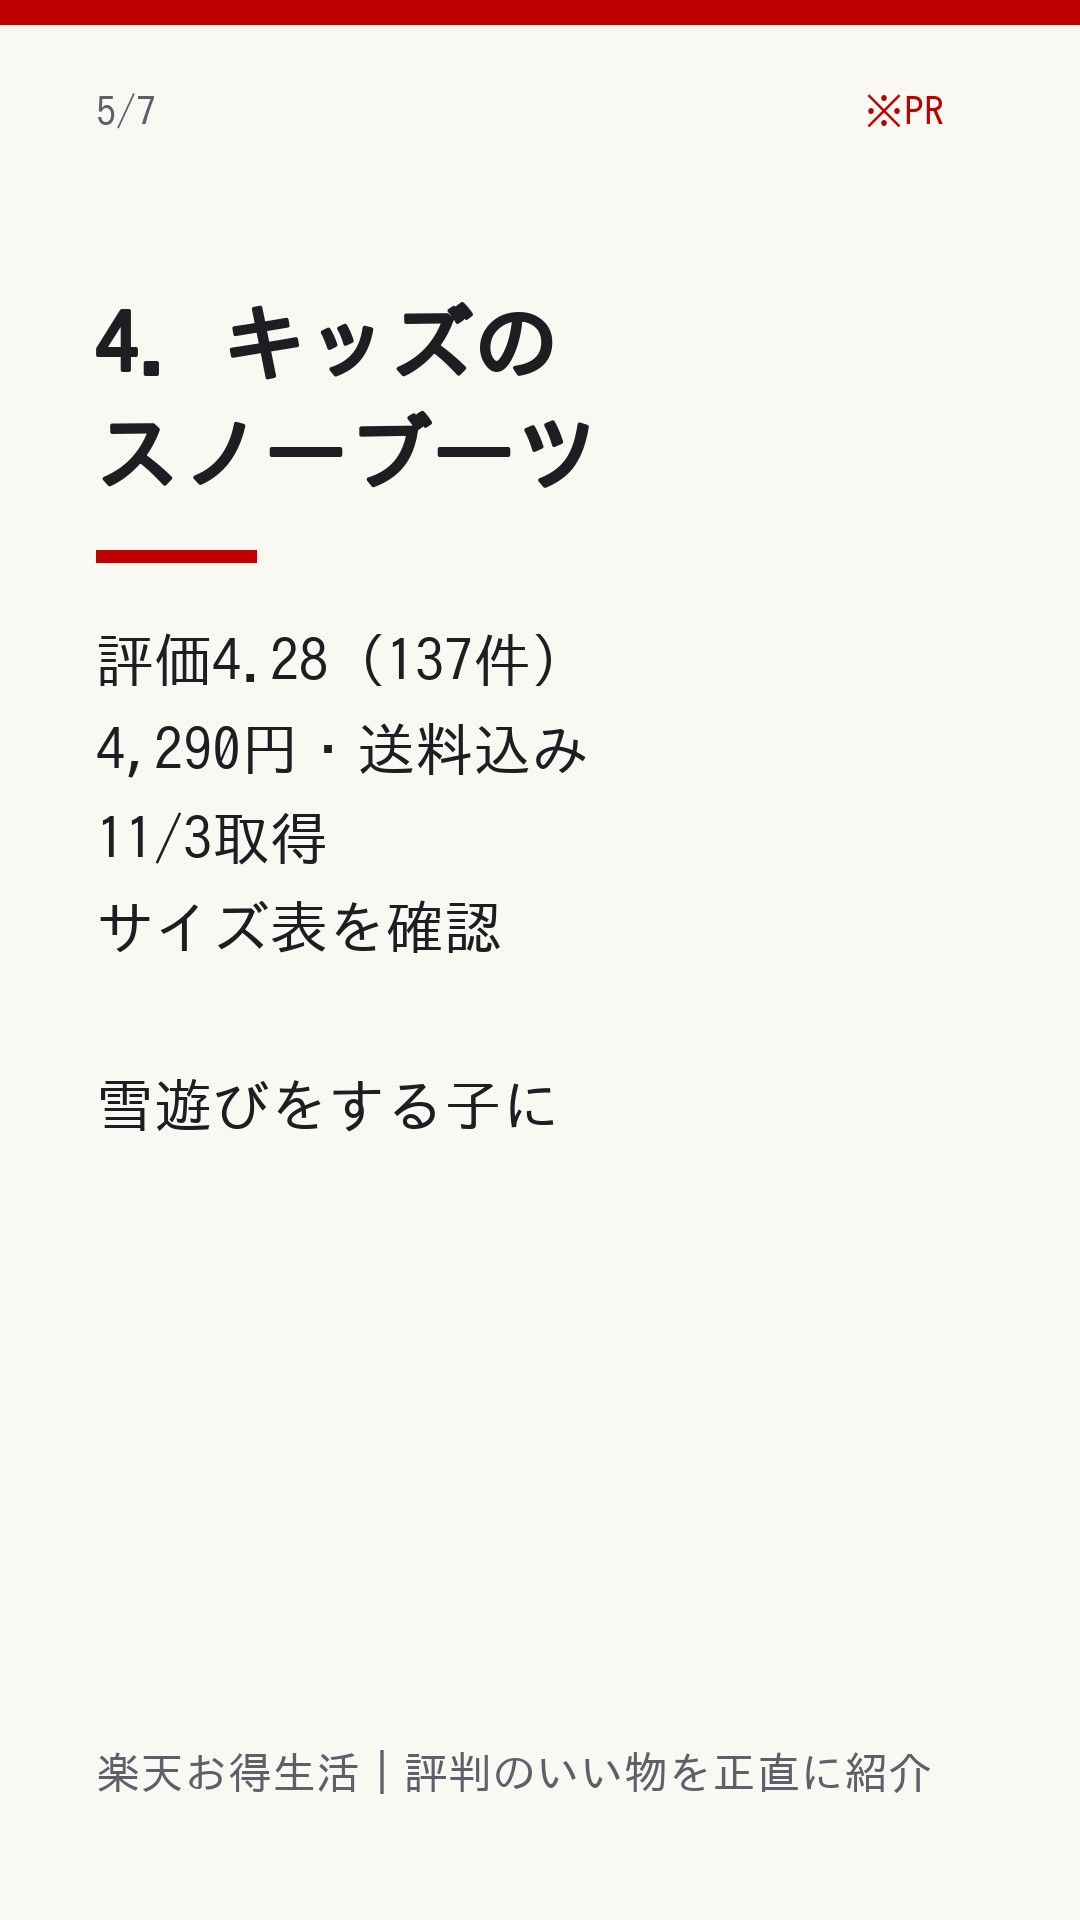 5/7
※PR
4. キッズの
スノーブーツ
評価4.28（137件）
4,290円・送料込み
11/3取得
サイズ表を確認
雪遊びをする子に
楽天お得生活｜評判のいい物を正直に紹介